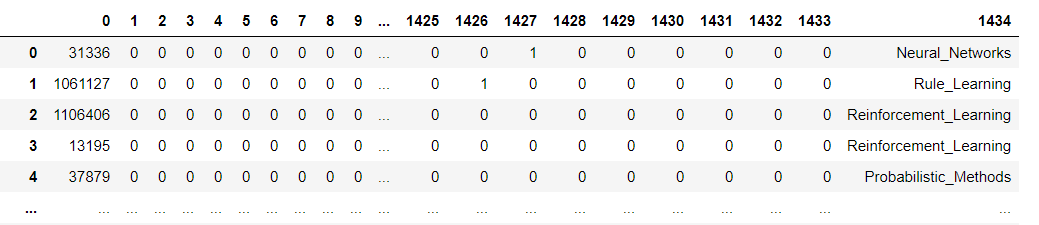 0 1 2 3 4 5 6 7 8 9 ... 1425 1426 1427 1428 1429 1430 1431 1432 1433 1434
0 31336 0 0 0 0 0 0 0 0 0 ... 0 0 1 0 0 0 0 0 0 Neural_Networks
1 1061127 0 0 0 0 0 0 0 0 0 ... 0 1 0 0 0 0 0 0 0 Rule_Learning
2 1106406 0 0 0 0 0 0 0 0 0 ... 0 0 0 0 0 0 0 0 0 Reinforcement_Learning
3 13195 0 0 0 0 0 0 0 0 0 ... 0 0 0 0 0 0 0 0 0 Reinforcement_Learning
4 37879 0 0 0 0 0 0 0 0 0 ... 0 0 0 0 0 0 0 0 0 Probabilistic_Methods
... ... ... ... ... ... ... ... ... ... ... ... ... ... ... ... ... ... ... ... ... ... ...